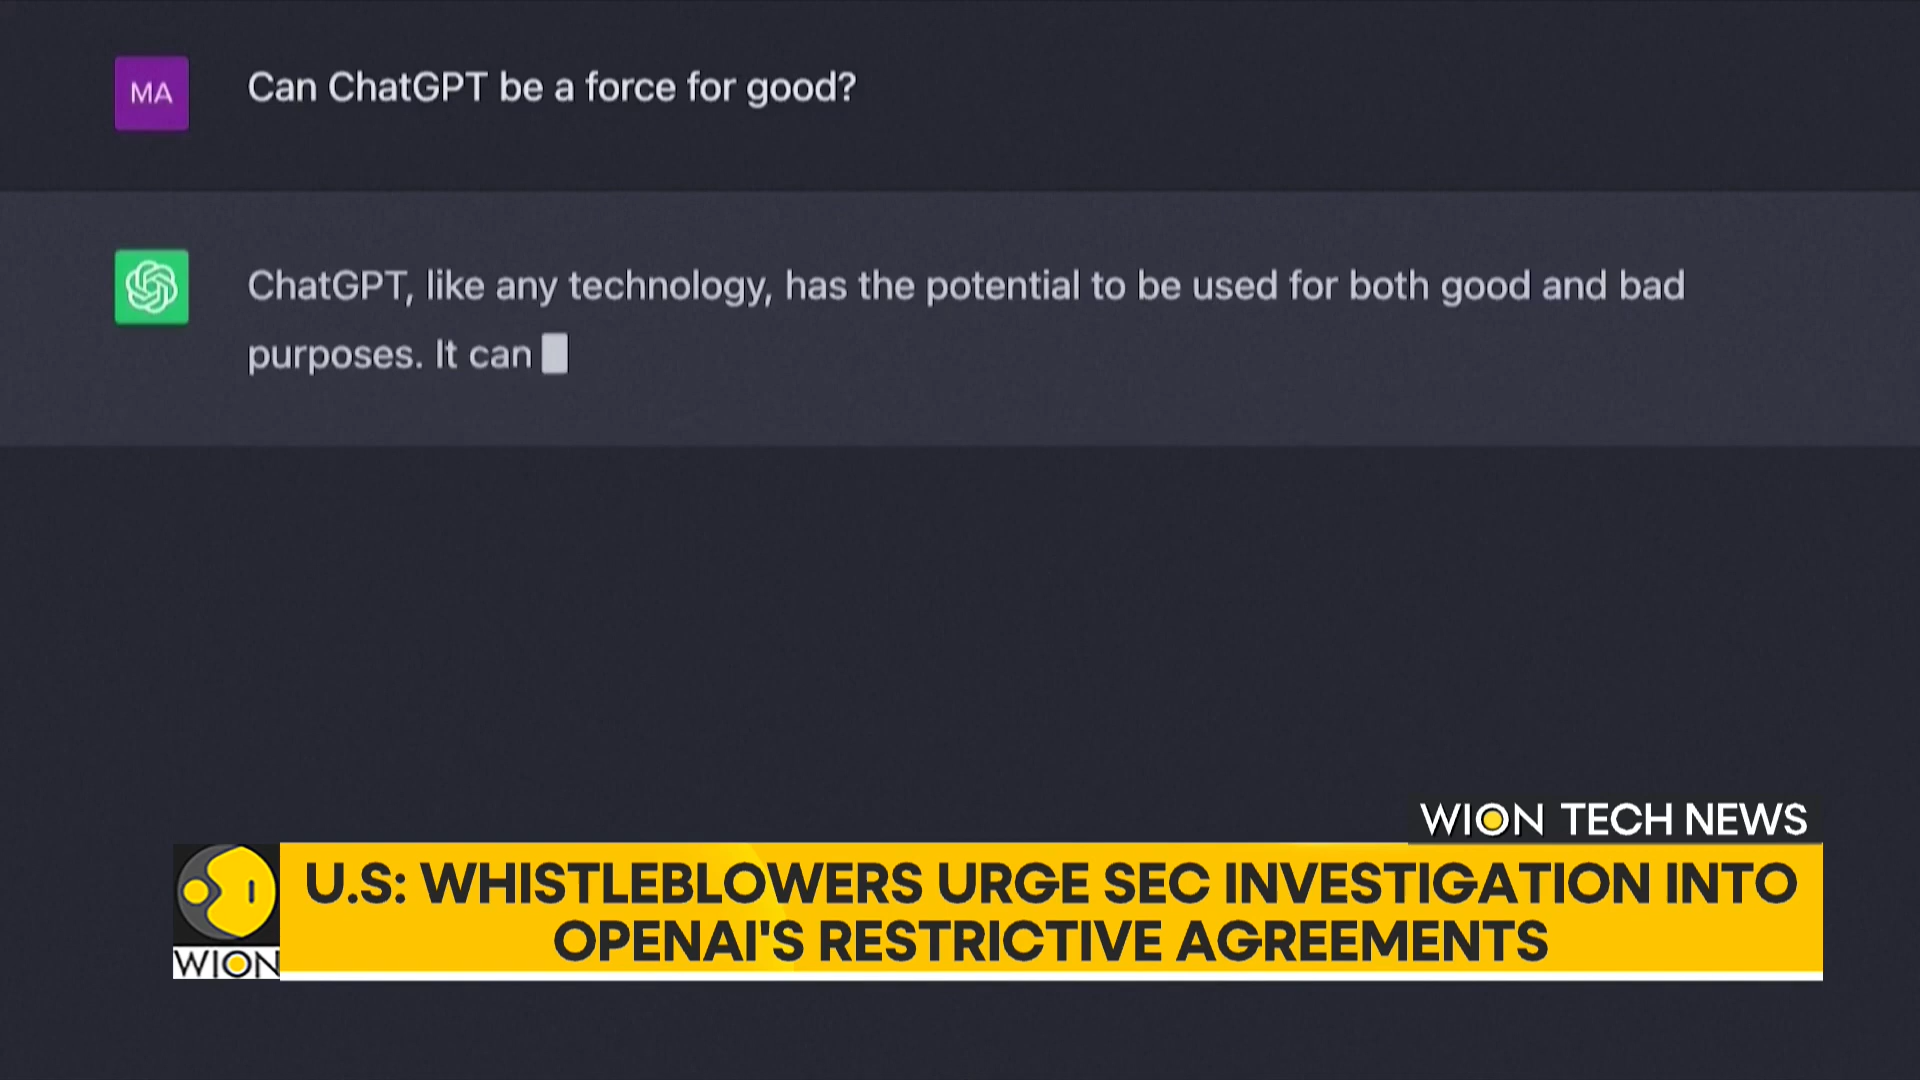 MA
Can ChatGPT be a force for good?
ChatGPT, like any technology, has the potential to be used for both good and bad
purposes. It can
WION TECH NEWS
U.S: WHISTLEBLOWERS URGE SEC INVESTIGATION INTO
OPENAI'S RESTRICTIVE AGREEMENTS
WION